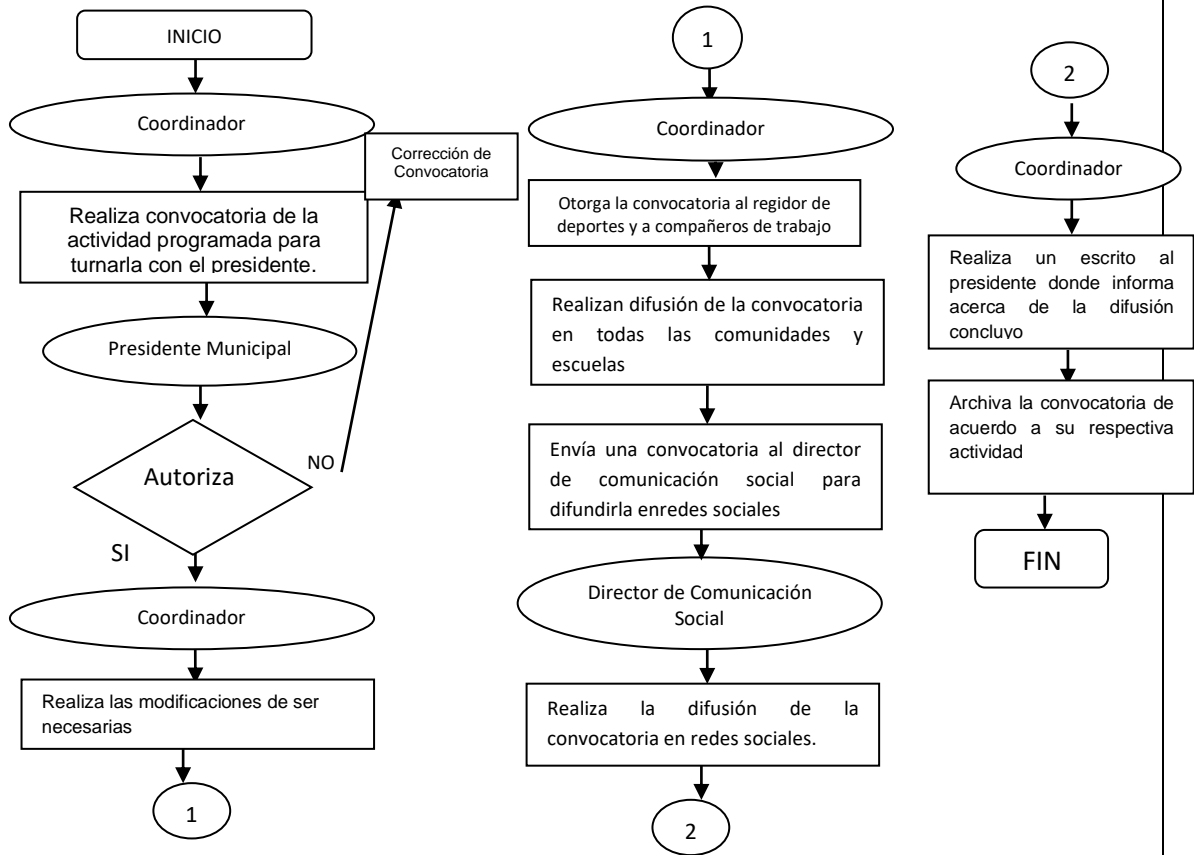 INICIO
Coordinador
Realiza convocatoria de la
actividad programada para
turnarla con el presidente.
Presidente Municipal
Autoriza
NO
SI
Corrección de
Convocatoria
Coordinador
Realiza las modificaciones de ser
necesarias
1
1
Coordinador
Otorga la convocatoria al regidor de
deportes y a compañeros de trabajo
Realizan difusión de la convocatoria
en todas las comunidades y
escuelas
Envía una convocatoria al director
de comunicación social para
difundirla enredes sociales
Director de Comunicación
Social
Realiza la difusión de la
convocatoria en redes sociales.
2
2
Coordinador
Realiza un escrito al
presidente donde informa
acerca de la difusión
concluyo
Archiva la convocatoria de
acuerdo a su respectiva
actividad
FIN